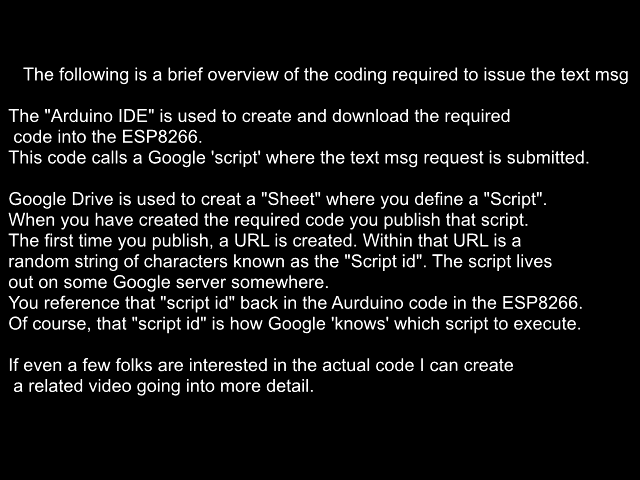 The following is a brief overview of the coding required to issue the text msg
The "Arduino IDE" is used to create and download the required
code into the ESP8266.
This code calls a Google 'script' where the text msg request is submitted.
Google Drive is used to creat a "Sheet" where you define a "Script".
When you have created the required code you publish that script.
The first time you publish, a URL is created. Within that URL is a
random string of characters known as the "Script id". The script lives
out on some Google server somewhere.
You reference that "script id" back in the Aurduino code in the ESP8266.
Of course, that "script id" is how Google 'knows' which script to execute.
If even a few folks are interested in the actual code I can create
a related video going into more detail.